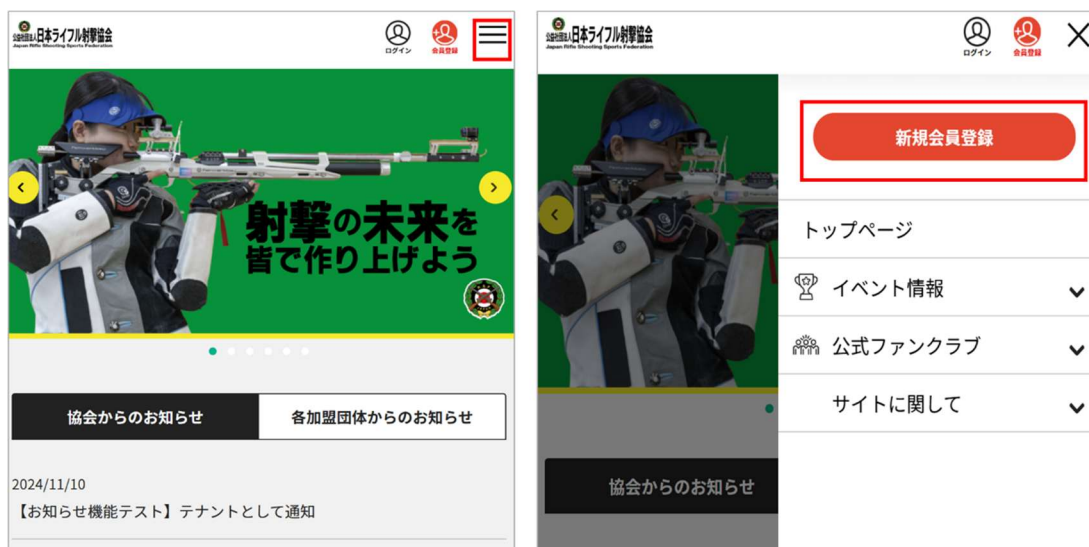 公益社団法人日本ライフル射撃協会
Japan Rifle Shooting Sports Federation
ログイン
会員登録
射撃の未来を
皆で作り上げよう
協会からのお知らせ
各加盟団体からのお知らせ
2024/11/10
【お知らせ機能テスト】テナントとして通知
公益社団法人日本ライフル射撃協会
Japan Rifle Shooting Sports Federation
ログイン
会員登録
新規会員登録
トップページ
イベント情報
公式ファンクラブ
サイトに関して
協会からのお知らせ